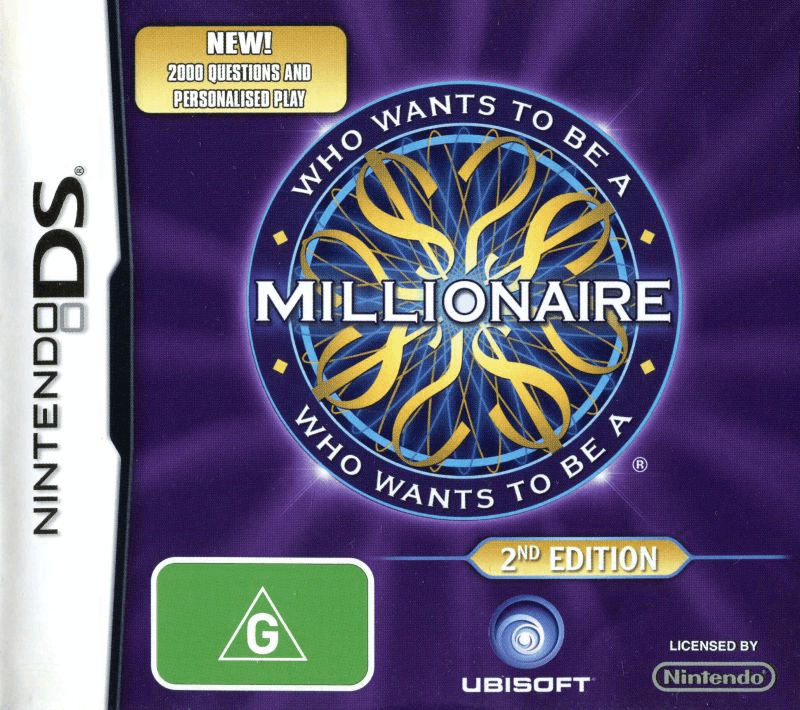 NEW!
2000 QUESTIONS AND
PERSONALISED PLAY
NINTENDO DS®
WHO WANTS TO BE A
MILLIONAIRE
WHO WANTS TO BE A
®
2ND EDITION
G
UBISOFT
LICENSED BY
Nintendo®